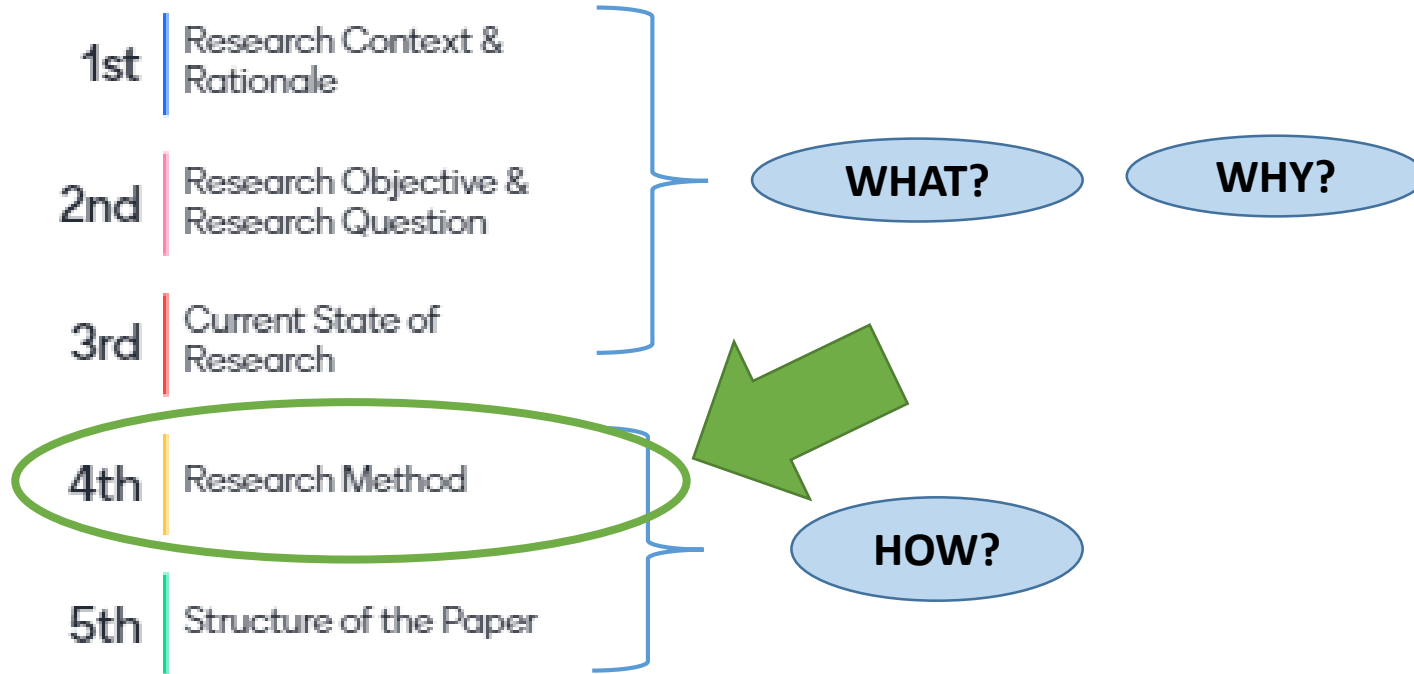 1st
Research Context &
Rationale
2nd
Research Objective &
Research Question
WHAT?
WHY?
3rd
Current State of
Research
4th
Research Method
HOW?
5th
Structure of the Paper